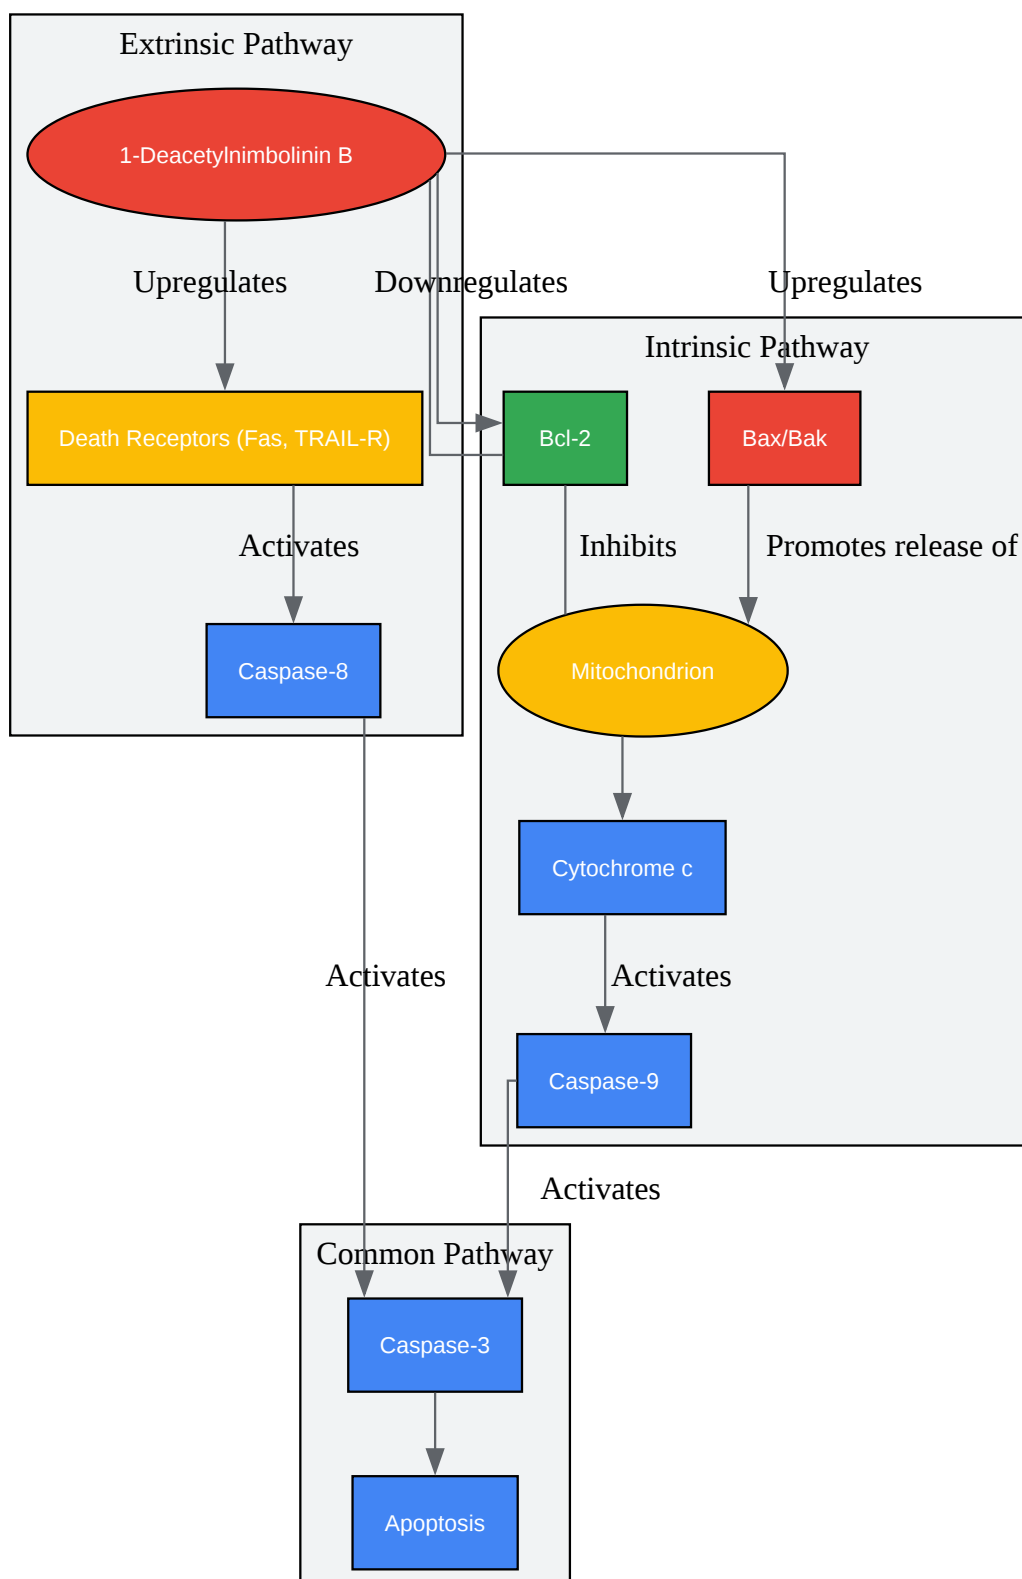 Extrinsic Pathway
1-Deacetylnimbolinin B
Upregulates
Downregulates
Upregulates
Intrinsic Pathway
Death Receptors (Fas, TRAIL-R)
Bcl-2
Bax/Bak
Activates
Inhibits
Promotes release of
Caspase-8
Mitochondrion
Cytochrome c
Activates
Activates
Caspase-9
Activates
Common Pathway
Caspase-3
Apoptosis